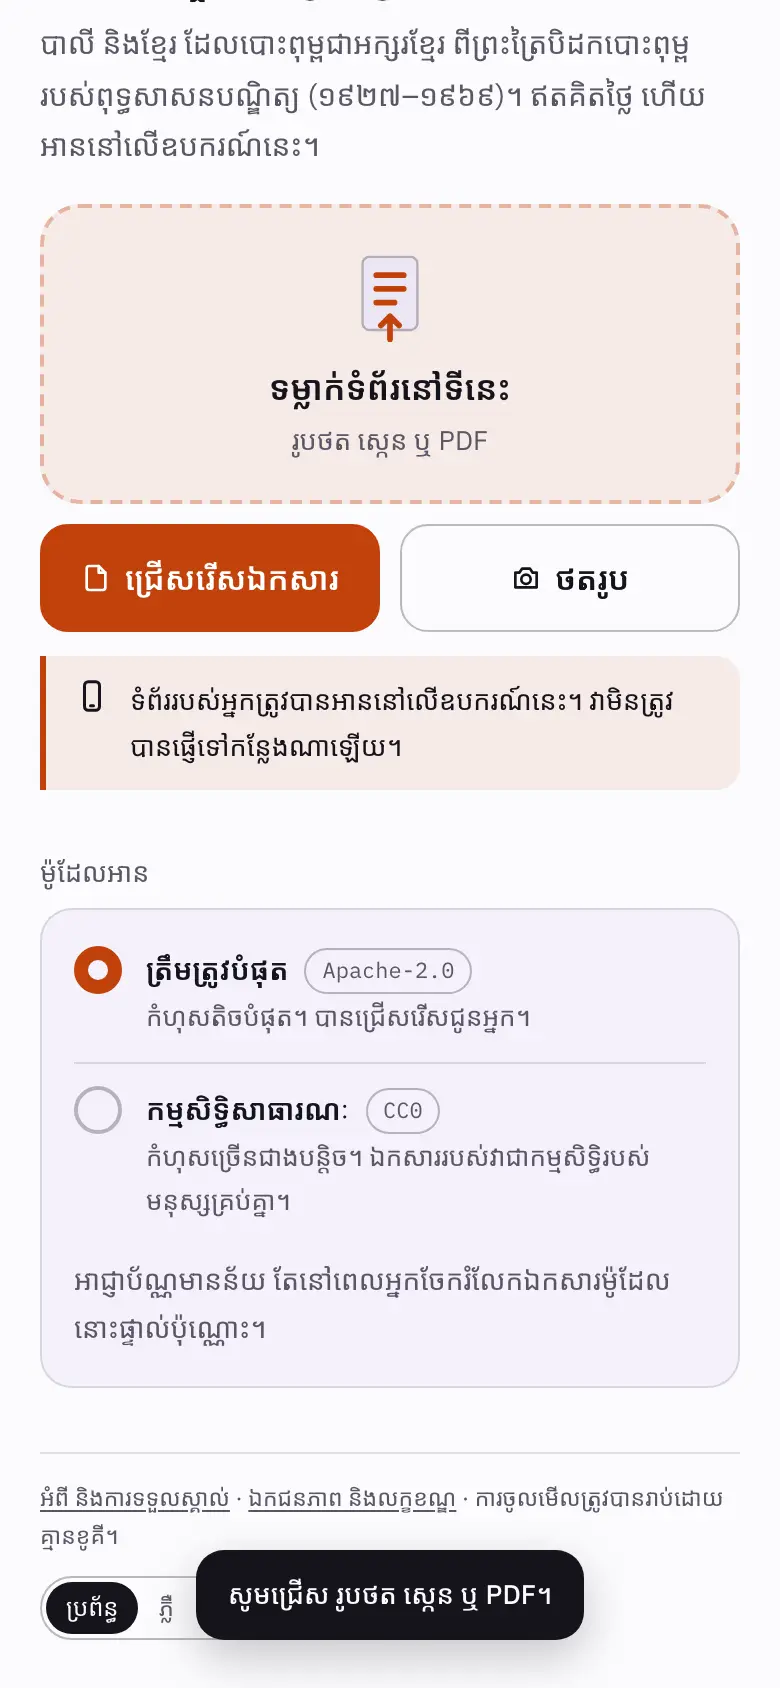 បាលី និងខ្មែរ ដែលបោះពុម្ពជាអក្សរខ្មែរ ពីព្រះត្រៃបិដកបោះពុម្ព
របស់ពុទ្ធសាសនបណ្ឌិត្យ (១៩២៧–១៩៦៩)។ ឥតគិតថ្លៃ ហើយ
អាននៅលើឧបករណ៍នេះ។
ទម្លាក់ទំព័រនៅទីនេះ
រូបថត ស្កេន ឬ PDF
ជ្រើសរើសឯកសារ
ថតរូប
ទំព័ររបស់អ្នកត្រូវបានអាននៅលើឧបករណ៍នេះ។ វាមិនត្រូវ
បានផ្ញើទៅកន្លែងណាឡើយ។
ម៉ូដែលអាន
ត្រឹមត្រូវបំផុត Apache-2.0
កំហុសតិចបំផុត។ បានជ្រើសរើសជូនអ្នក។
កម្មសិទ្ធិសាធារណៈ CC0
កំហុសច្រើនជាងបន្តិច។ ឯកសាររបស់វាជាកម្មសិទ្ធិរបស់
មនុស្សគ្រប់គ្នា។
អាជ្ញាប័ណ្ណមានន័យ តែនៅពេលអ្នកចែករំលែកឯកសារម៉ូដែល
នោះផ្ទាល់ប៉ុណ្ណោះ។
អំពី និងការទទួលស្គាល់ · ឯកជនភាព និងលក្ខខណ្ឌ · ការចូលមើលត្រូវបានរាប់ដោយ
គ្មានខូគី។
ប្រព័ន្ធ ភ្លឺ
សូមជ្រើស រូបថត ស្កេន ឬ PDF។